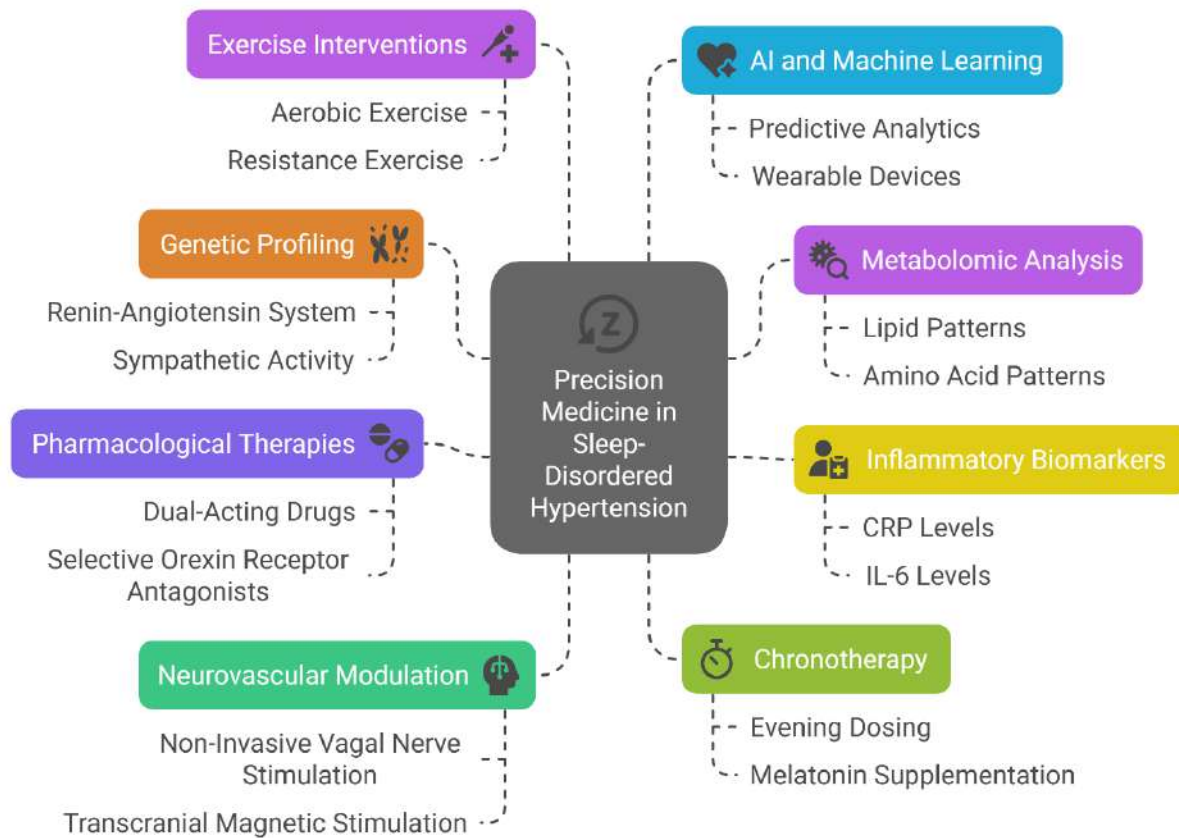 Exercise Interventions
Aerobic Exercise
Resistance Exercise
Genetic Profiling
Renin-Angiotensin System
Sympathetic Activity
Pharmacological Therapies
Dual-Acting Drugs
Selective Orexin Receptor
Antagonists
Neurovascular Modulation
Non-Invasive Vagal Nerve
Stimulation
Transcranial Magnetic Stimulation
Z
Precision
Medicine in
Sleep-
Disordered
Hypertension
AI and Machine Learning
Predictive Analytics
Wearable Devices
Metabolomic Analysis
Lipid Patterns
Amino Acid Patterns
Inflammatory Biomarkers
CRP Levels
IL-6 Levels
Chronotherapy
Evening Dosing
Melatonin Supplementation